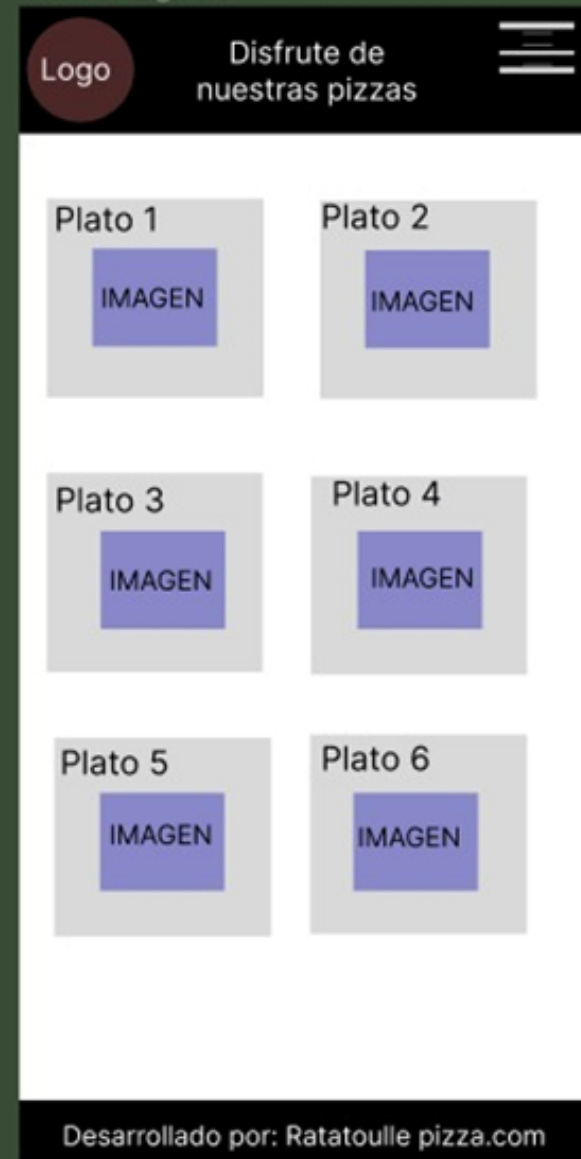 Logo
Disfrute de
nuestras pizzas
Plato 1
IMAGEN
Plato 2
IMAGEN
Plato 3
IMAGEN
Plato 4
IMAGEN
Plato 5
IMAGEN
Plato 6
IMAGEN
Desarrollado por: Ratatoulle pizza.com